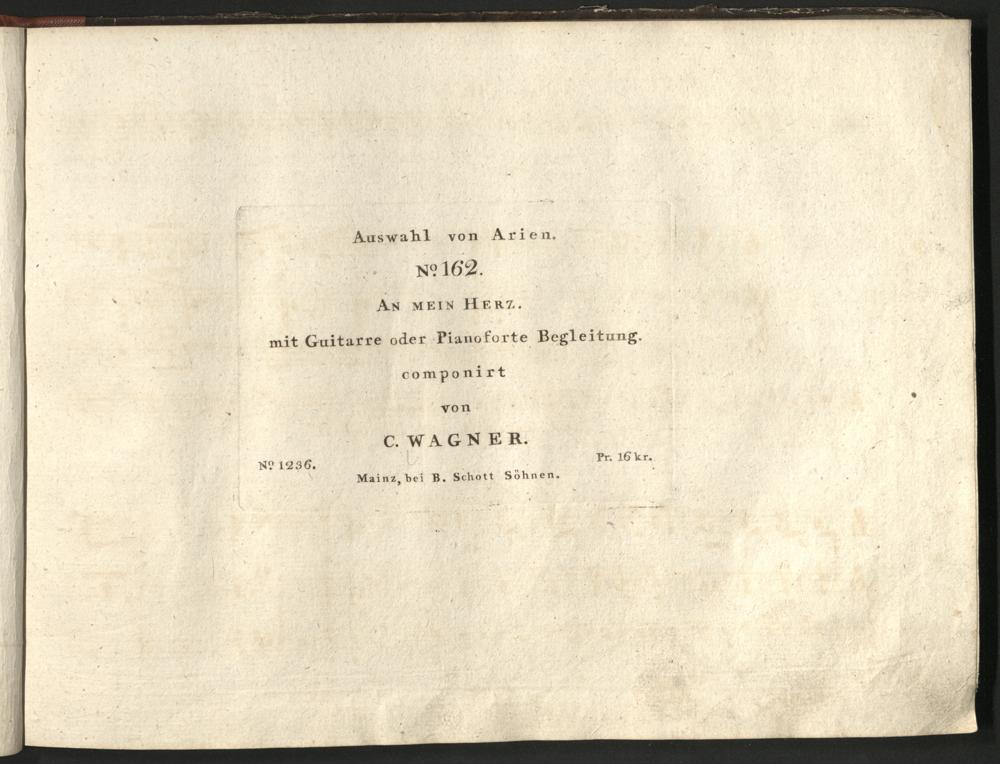 Auswahl von Arien.
Nº 162.
AN MEIN HERZ.
mit Guitarre oder Pianoforte Begleitung.
componirt
von
C. WAGNER.
Nº 1236.
Pr. 16 kr.
Mainz, bei B. Schott Söhnen.